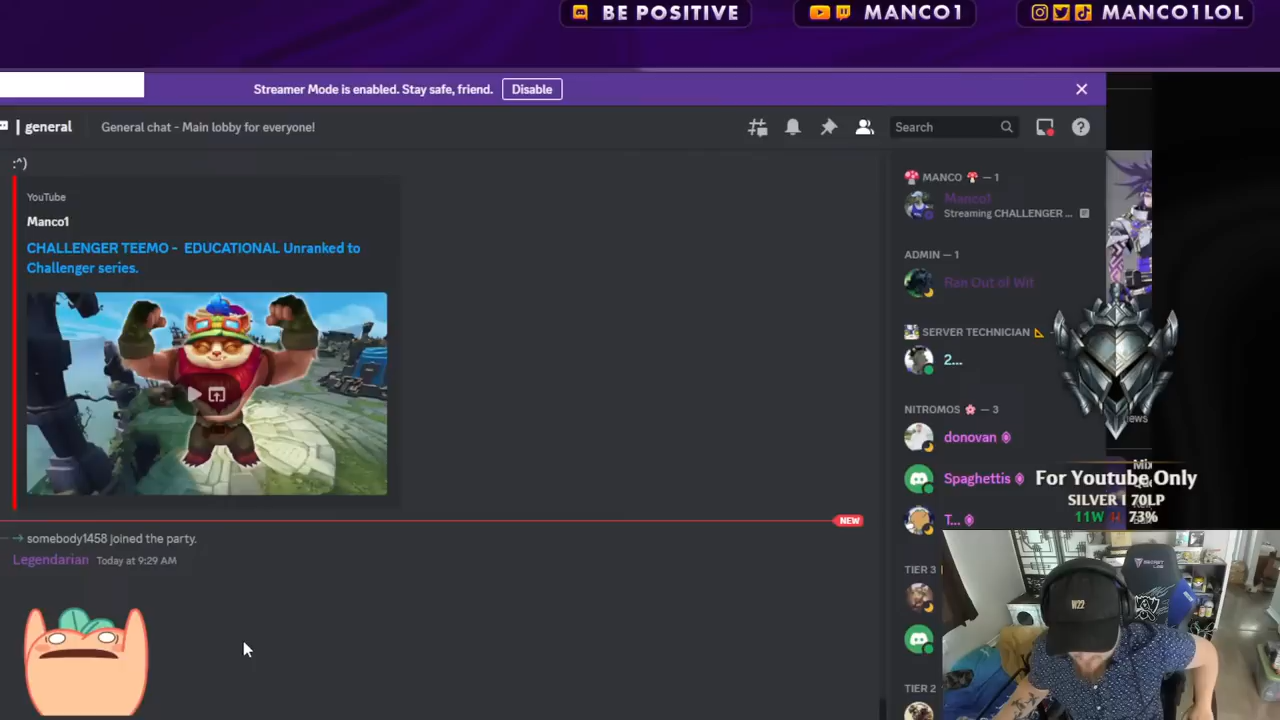 BE POSITIVE
MANCO1
MANCO1LOL
Streamer Mode is enabled. Stay safe, friend.
Disable
general
General chat - Main lobby for everyone!
Search
:^)
YouTube
Manco1
CHALLENGER TEEMO - EDUCATIONAL Unranked to
Challenger series.
NEW
somebody1458 joined the party.
Legendarian Today at 9:29 AM
MANCO — 1
Manco1
Streaming CHALLENGER ...
ADMIN — 1
Ran Out of Wit
SERVER TECHNICIAN
2...
NITROMOS — 3
donovan
Spaghettis
T...
TIER 3
TIER 2
For Youtube Only
SILVER I 70LP
11W 73%
W22